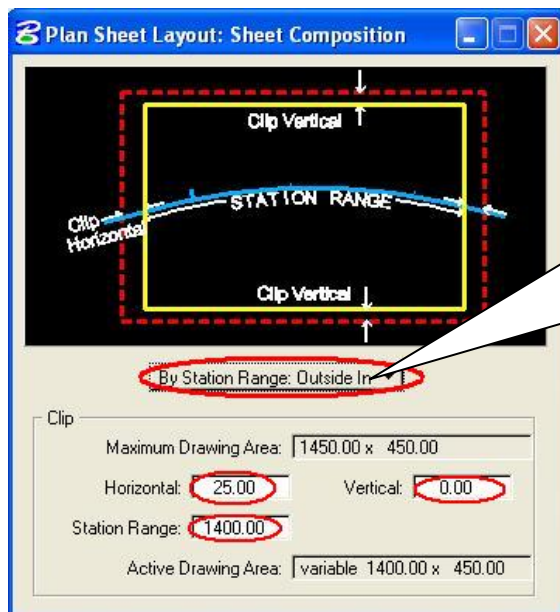 Plan Sheet Layout: Sheet Composition
Clip Vertical
STATION RANGE
Clip
Horizontal
Clip Vertical
By Station Range: Outside In
Clip
Maximum Drawing Area: 1450.00 x 450.00
Horizontal: 25.00 Vertical: 0.00
Station Range: 1400.00
Active Drawing Area: variable 1400.00 x 450.00